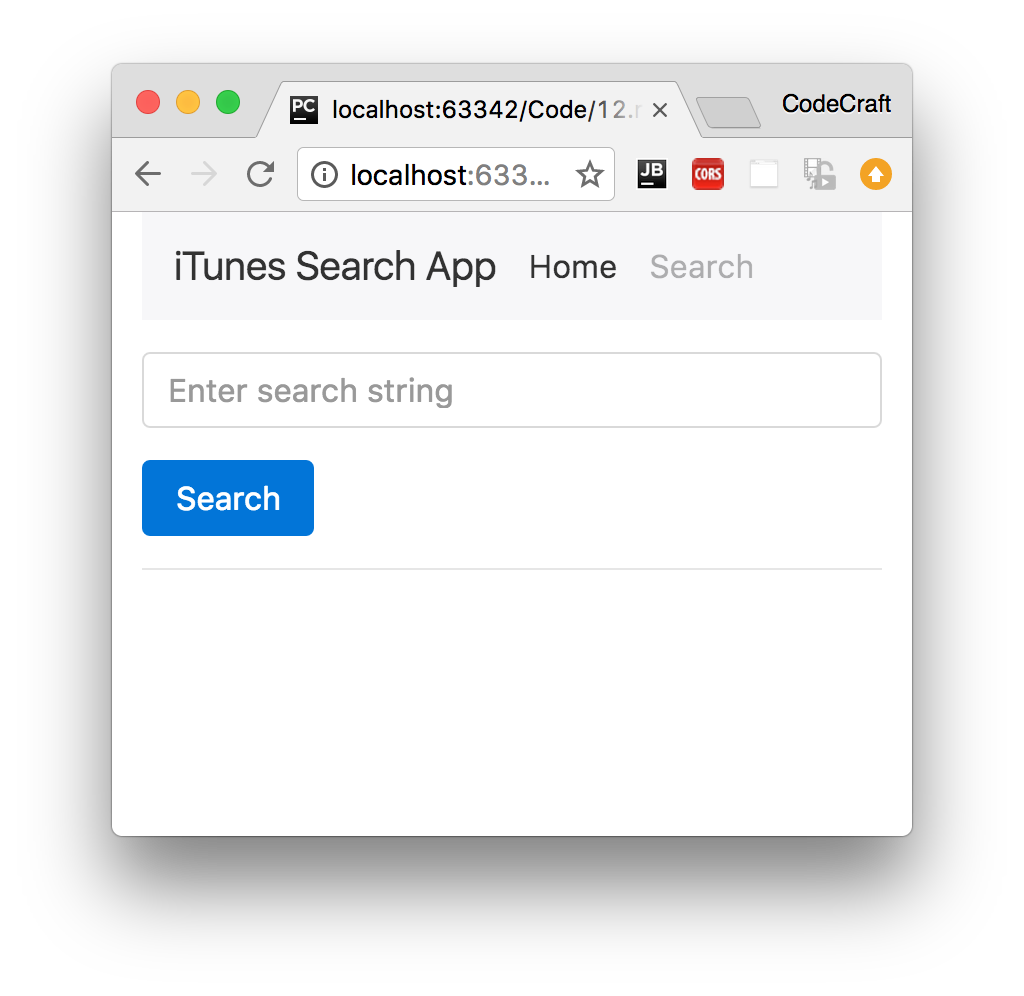 localhost:63342/Code/12. CodeCraft
localhost:633... JB CORS
PC
iTunes Search App Home Search
Enter search string
Search